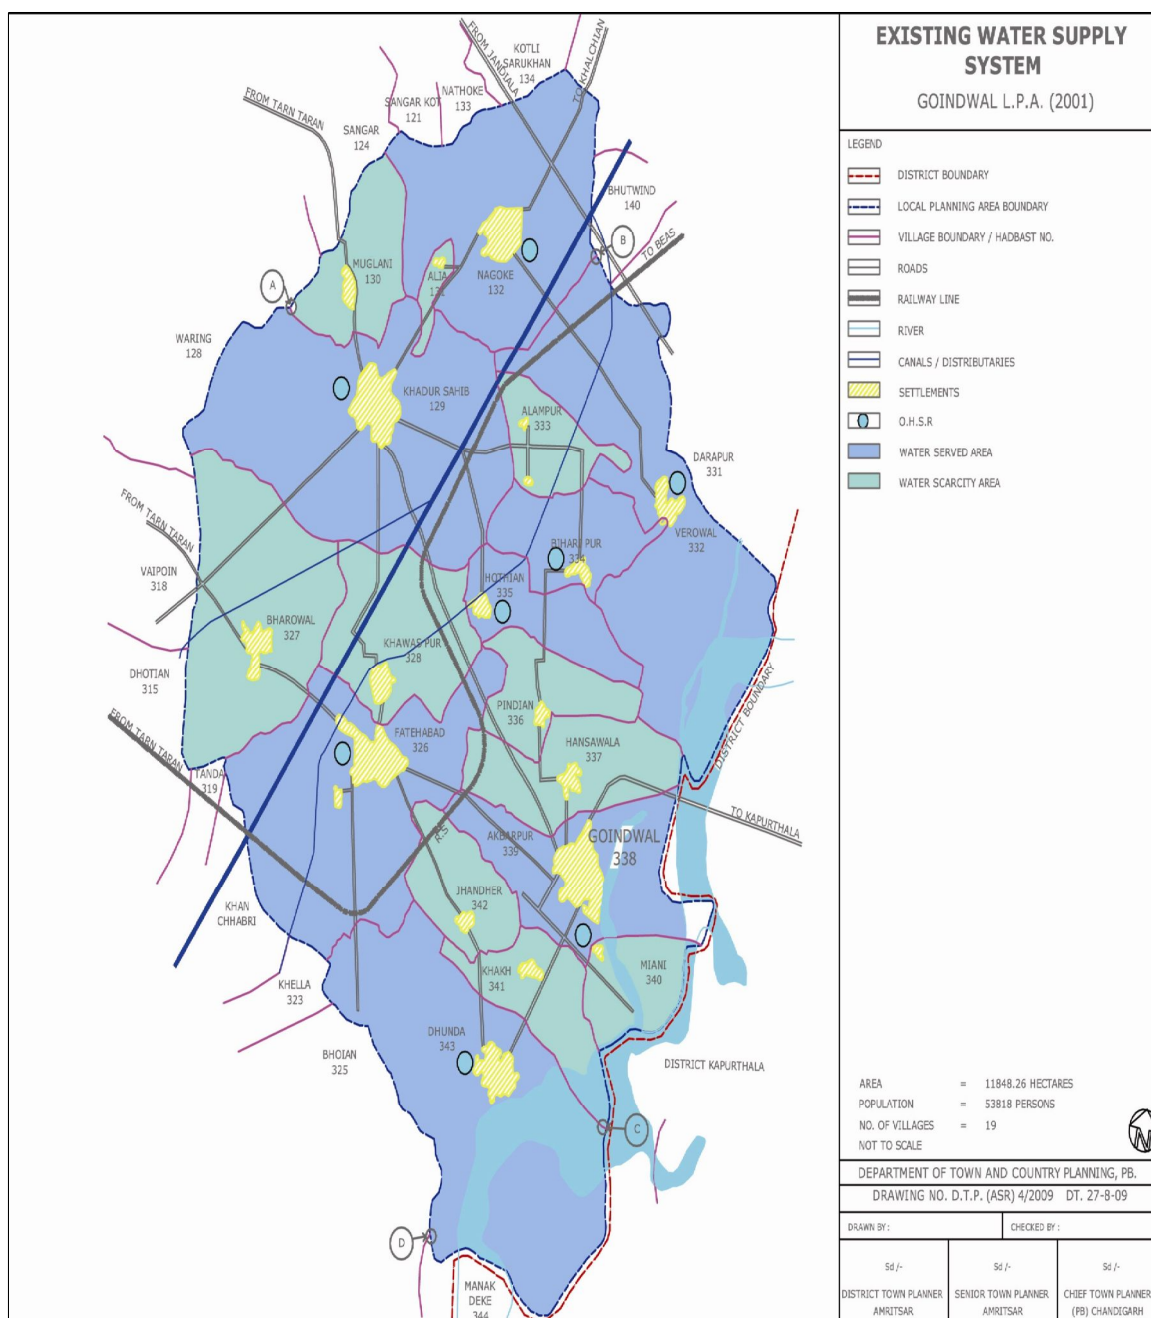 EXISTING WATER SUPPLY
SYSTEM
GOINDWAL L.P.A. (2001)
LEGEND
DISTRICT BOUNDARY
LOCAL PLANNING AREA BOUNDARY
VILLAGE BOUNDARY / HADBAST NO.
ROADS
RAILWAY LINE
RIVER
CANALS / DISTRIBUTARIES
SETTLEMENTS
O.H.S.R
WATER SERVED AREA
WATER SCARCITY AREA
FROM JANDIALA
KOTLI
SARUKHAN
134
TO KHALCHIAN
NATHOKE
133
SANGAR KOT
121
FROM TARN TARAN
SANGAR
124
BHUTWIND
140
B
TO BEAS
MUGLANI
130
ALIA
131
NAGOKE
132
A
WARING
128
KHADUR SAHIB
129
ALAMPUR
333
DARAPUR
331
VEROWAL
332
FROM TARN TARAN
BIHARI PUR
334
VAIPOIN
318
HOTHIAN
335
BHAROWAL
327
KHAWAS PUR
328
DHOTIAN
315
PINDIAN
336
DISTRICT BOUNDARY
FROM TARN TARAN
FATEHABAD
326
HANSAWALA
337
TANDA
319
TO KAPURTHALA
R.S
AKBARPUR
339
GOINDWAL
338
JHANDHER
342
KHAN
CHHABRI
KHAKH
341
MIANI
340
KHELLA
323
DHUNDA
343
BHOIAN
325
DISTRICT KAPURTHALA
C
D
MANAK
DEKE
344
AREA = 11848.26 HECTARES
POPULATION = 53818 PERSONS
NO. OF VILLAGES = 19
NOT TO SCALE
N
DEPARTMENT OF TOWN AND COUNTRY PLANNING, PB.
DRAWING NO. D.T.P. (ASR) 4/2009 DT. 27-8-09
DRAWN BY : CHECKED BY :
Sd /- Sd /- Sd /-
DISTRICT TOWN PLANNER SENIOR TOWN PLANNER CHIEF TOWN PLANNER
AMRITSAR AMRITSAR (PB) CHANDIGARH